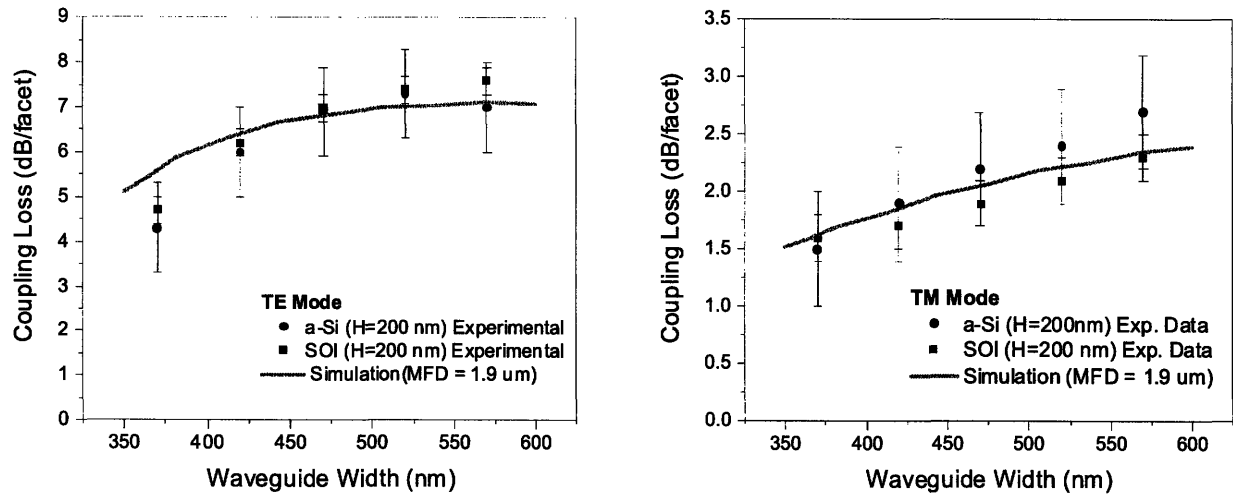 Coupling Loss (dB/facet)
9
8
7
6
5
4
3
2
1
0
TE Mode
a-Si (H=200 nm) Experimental
SOI (H=200 nm) Experimental
Simulation(MFD = 1.9 um)
350 400 450 500 550 600
Waveguide Width (nm)
Coupling Loss (dB/facet)
3.5
3.0
2.5
2.0
1.5
1.0
0.5
0.0
TM Mode
a-Si (H=200nm) Exp. Data
SOI (H=200 nm) Exp. Data
Simulation (MFD = 1.9 um)
350 400 450 500 550 600
Waveguide Width (nm)